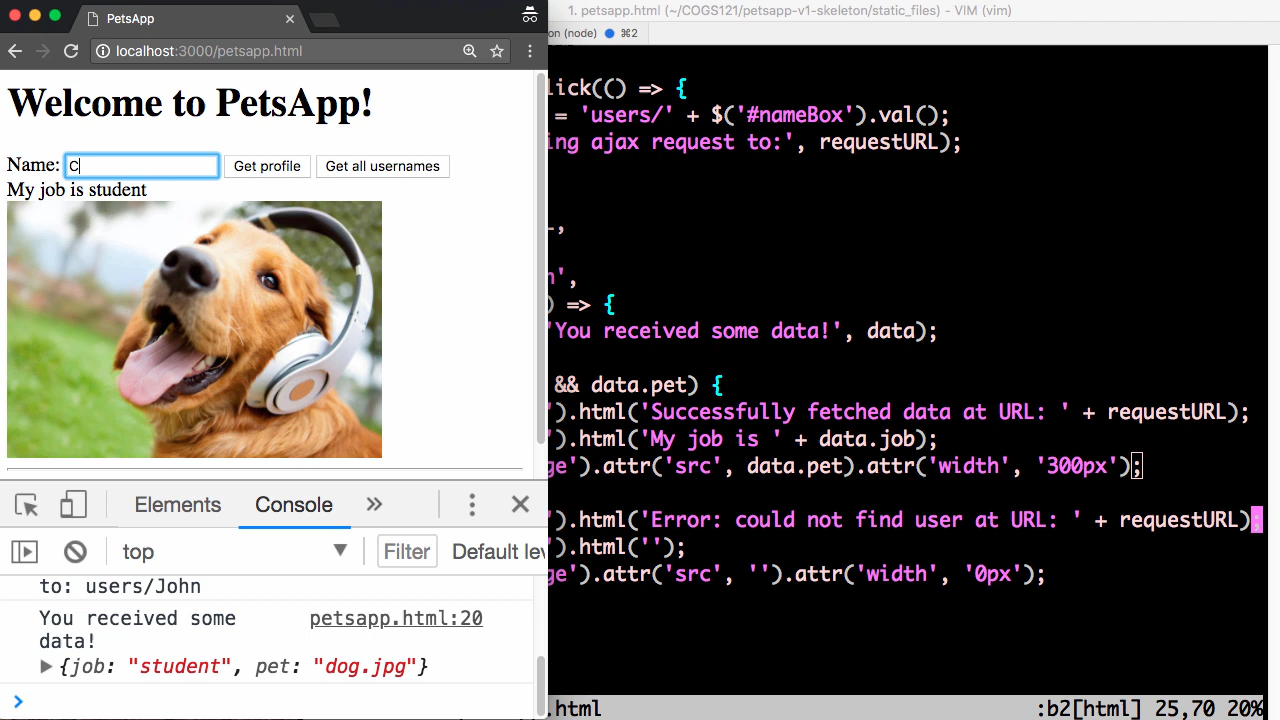 PetsApp
localhost:3000/petsapp.html
Welcome to PetsApp!
Name: C Get profile Get all usernames
My job is student
Elements Console
top Filter Default lev
to: users/John
You received some petsapp.html:20
data!
{job: "student", pet: "dog.jpg"}
1. petsapp.html (~/COGS121/petsapp-v1-skeleton/static_files) - VIM (vim)
on (node) ⌘2
lick(() => {
= 'users/' + $('#nameBox').val();
ing ajax request to:', requestURL);
L,
n',
) => {
'You received some data!', data);
&& data.pet) {
').html('Successfully fetched data at URL: ' + requestURL);
').html('My job is ' + data.job);
ge').attr('src', data.pet).attr('width', '300px');
').html('Error: could not find user at URL: ' + requestURL);
').html('');
ge').attr('src', '').attr('width', '0px');
.html :b2[html] 25,70 20%